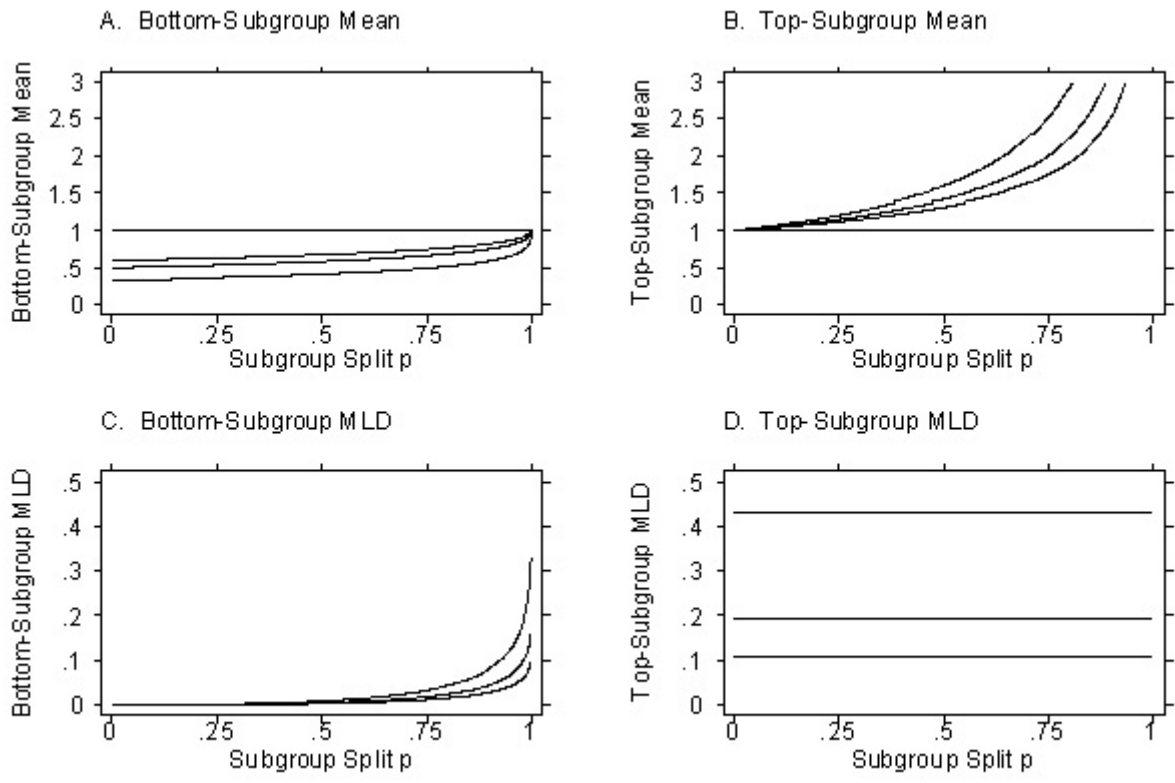 A. Bottom-Subgroup Mean
Bottom-Subgroup Mean
3
2.5
2
1.5
1
.5
0
0 .25 .5 .75 1
Subgroup Split p
B. Top-Subgroup Mean
Top-Subgroup Mean
3
2.5
2
1.5
1
.5
0
0 .25 .5 .75 1
Subgroup Split p
C. Bottom-Subgroup MLD
Bottom-Subgroup MLD
.5
.4
.3
.2
.1
0
0 .25 .5 .75 1
Subgroup Split p
D. Top-Subgroup MLD
Top-Subgroup MLD
.5
.4
.3
.2
.1
0
0 .25 .5 .75 1
Subgroup Split p